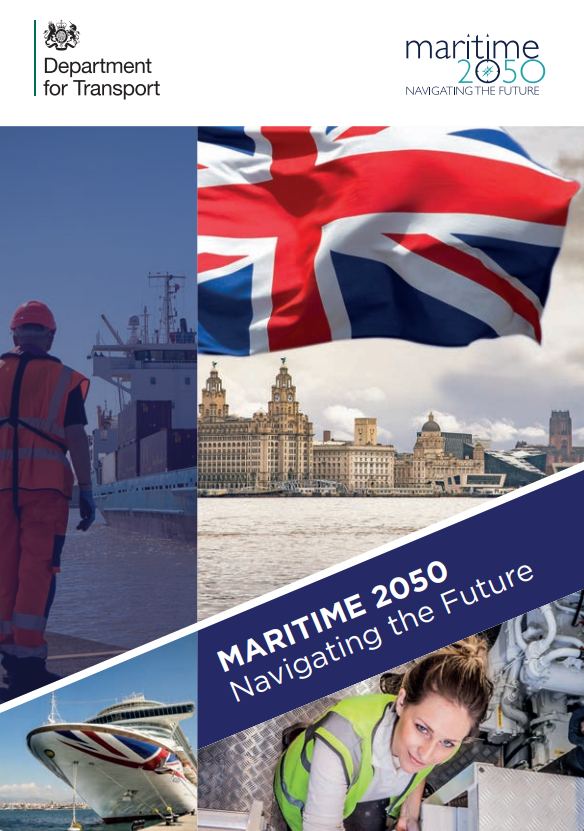 Department
for Transport
maritime
2050
NAVIGATING THE FUTURE
MARITIME 2050
Navigating the Future